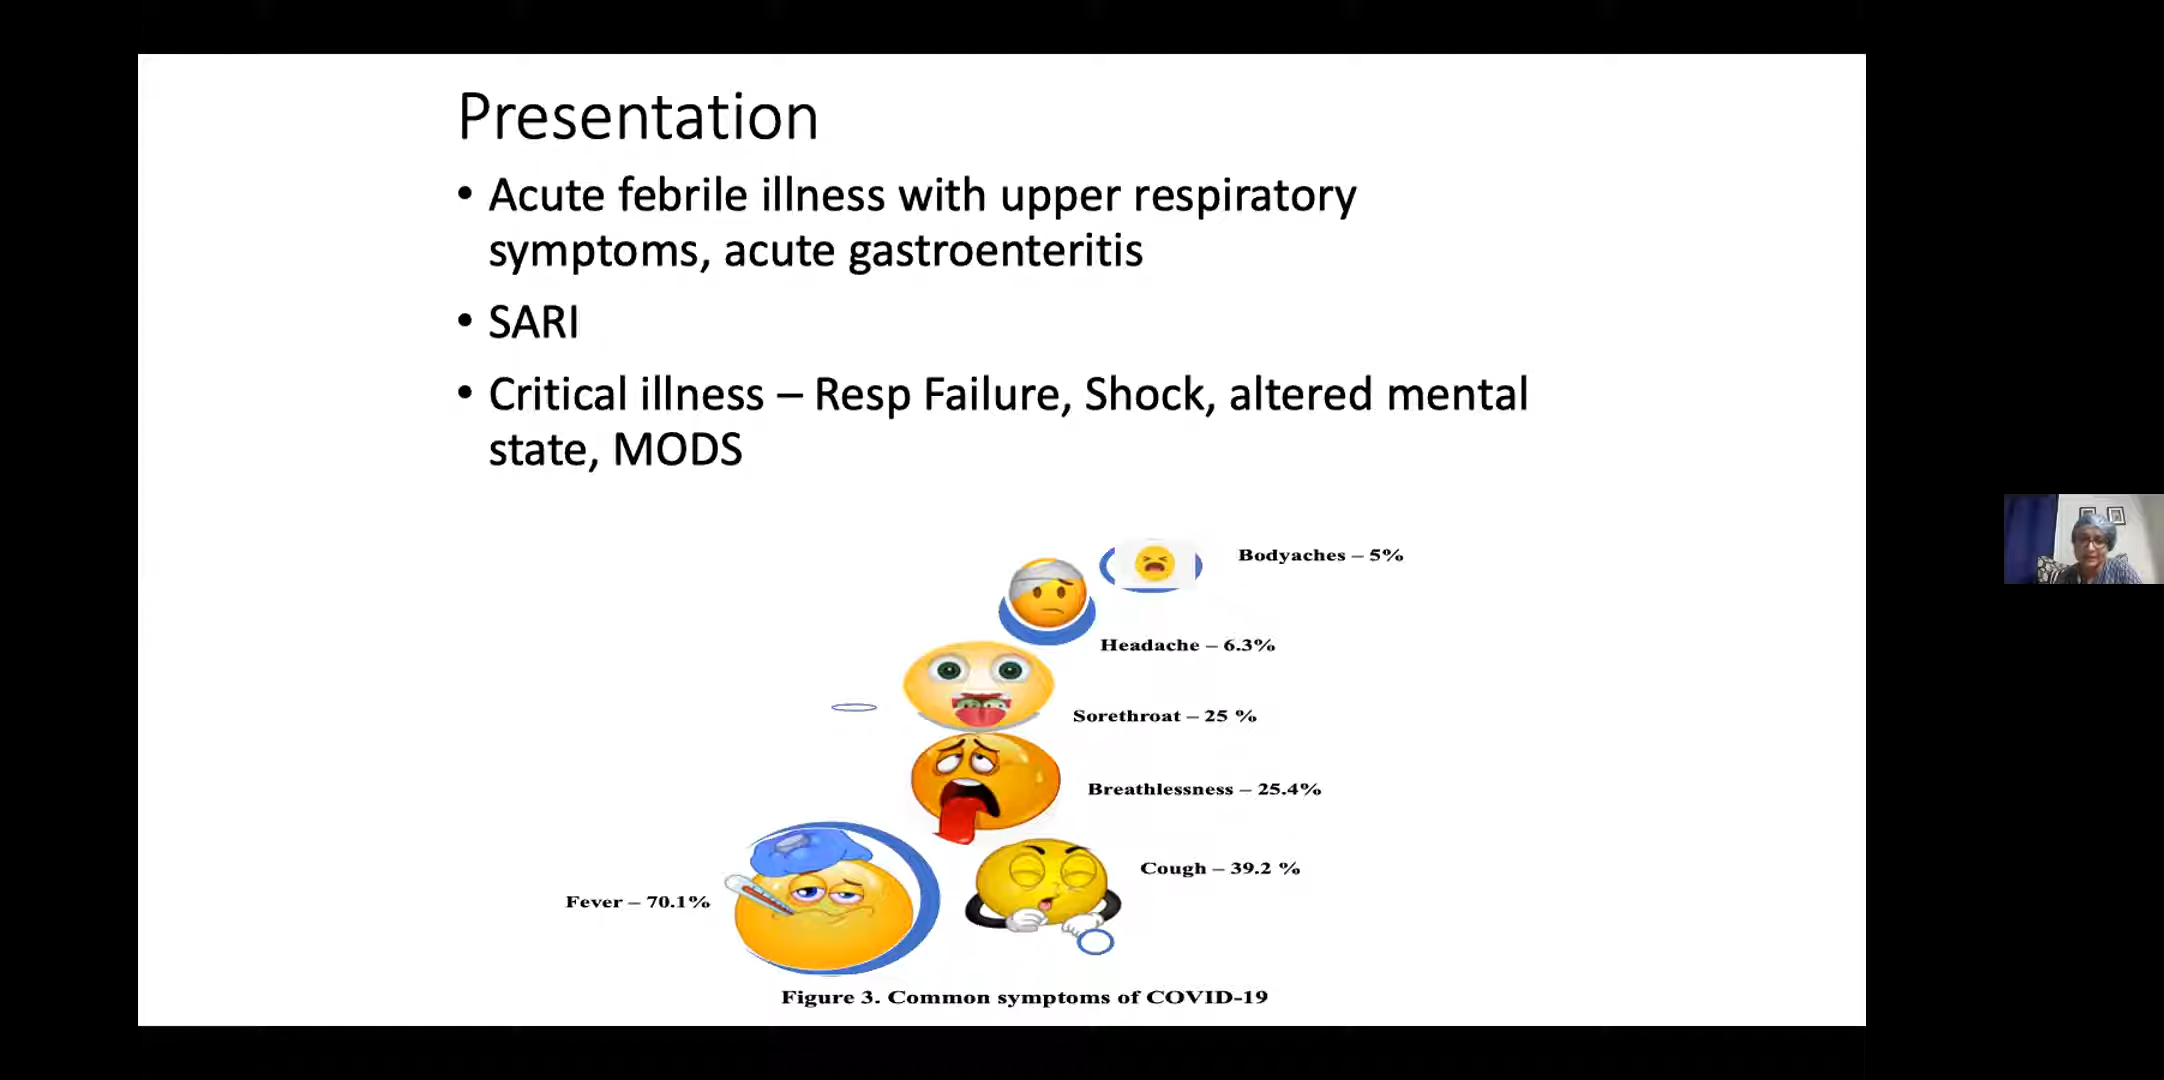 Presentation
• Acute febrile illness with upper respiratory
symptoms, acute gastroenteritis
• SARI
• Critical illness – Resp Failure, Shock, altered mental
state, MODS
Bodyaches – 5%
Headache – 6.3%
Sorethroat – 25 %
Breathlessness – 25.4%
Cough – 39.2 %
Fever – 70.1%
Figure 3. Common symptoms of COVID-19